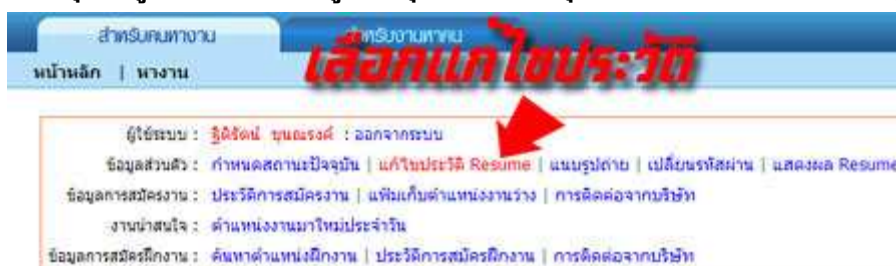 สำหรับคนหางาน สำหรับงานหาคน
เลือกแก้ไขประวัติ
หน้าหลัก | หางาน
ผู้ใช้ระบบ : ฐิติรัตน์ บุนณรงค์ : ออกจากระบบ
ข้อมูลส่วนตัว : กำหนดสถานะปัจจุบัน | แก้ไขประวัติ Resume | แนบรูปถ่าย | เปลี่ยนรหัสผ่าน | แสดงผล Resume
ข้อมูลการสมัครงาน : ประวัติการสมัครงาน | แฟ้มเก็บตำแหน่งงานว่าง | การติดต่อจากบริษัท
งานน่าสนใจ : ตำแหน่งงานมาใหม่ประจำวัน
ข้อมูลการสมัครฝึกงาน : ค้นหาตำแหน่งฝึกงาน | ประวัติการสมัครฝึกงาน | การติดต่อจากบริษัท